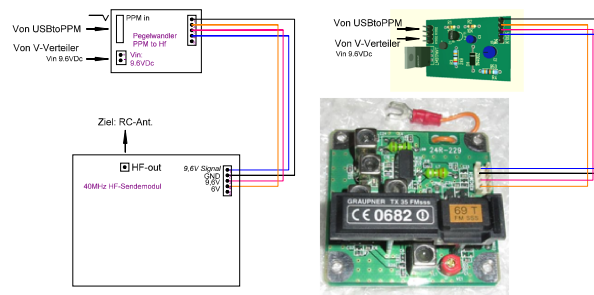 PPM in
Von USBtoPPM
Pegelwandler
PPM to Hf
Von V-Verteiler
Vin 9.6VDc
Vin:
9.6VDc
Ziel: RC-Ant.
HF-out
40MHz HF-Sendemodul
9,6V Signal
GND
9,6V
6V
Von USBtoPPM
Von V-Verteiler
Vin 9.6VDc
24R-229
GRAUPNER TX 35 FMsss
CE 0682
69 T
FM SSS